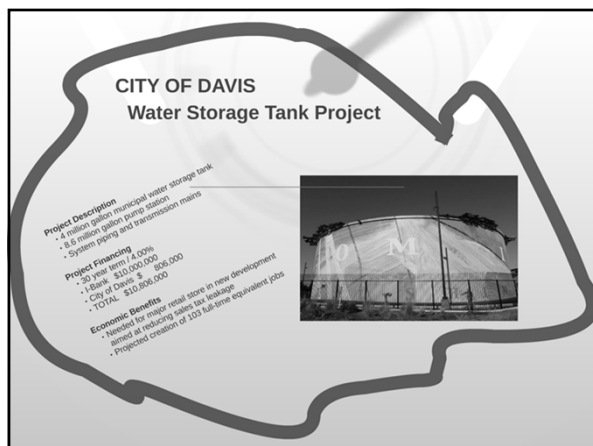 CITY OF DAVIS
Water Storage Tank Project
Project Description
• 4 million gallon municipal water storage tank
• 8.6 million gallon pump station
• System piping and transmission mains
Project Financing
• 30 year term / 4.00%
• I-Bank $10,000,000
• City of Davis $ 806,000
• TOTAL $10,806,000
Economic Benefits
• Needed for major retail store in new development
aimed at reducing sales tax leakage
• Projected creation of 103 full-time equivalent jobs